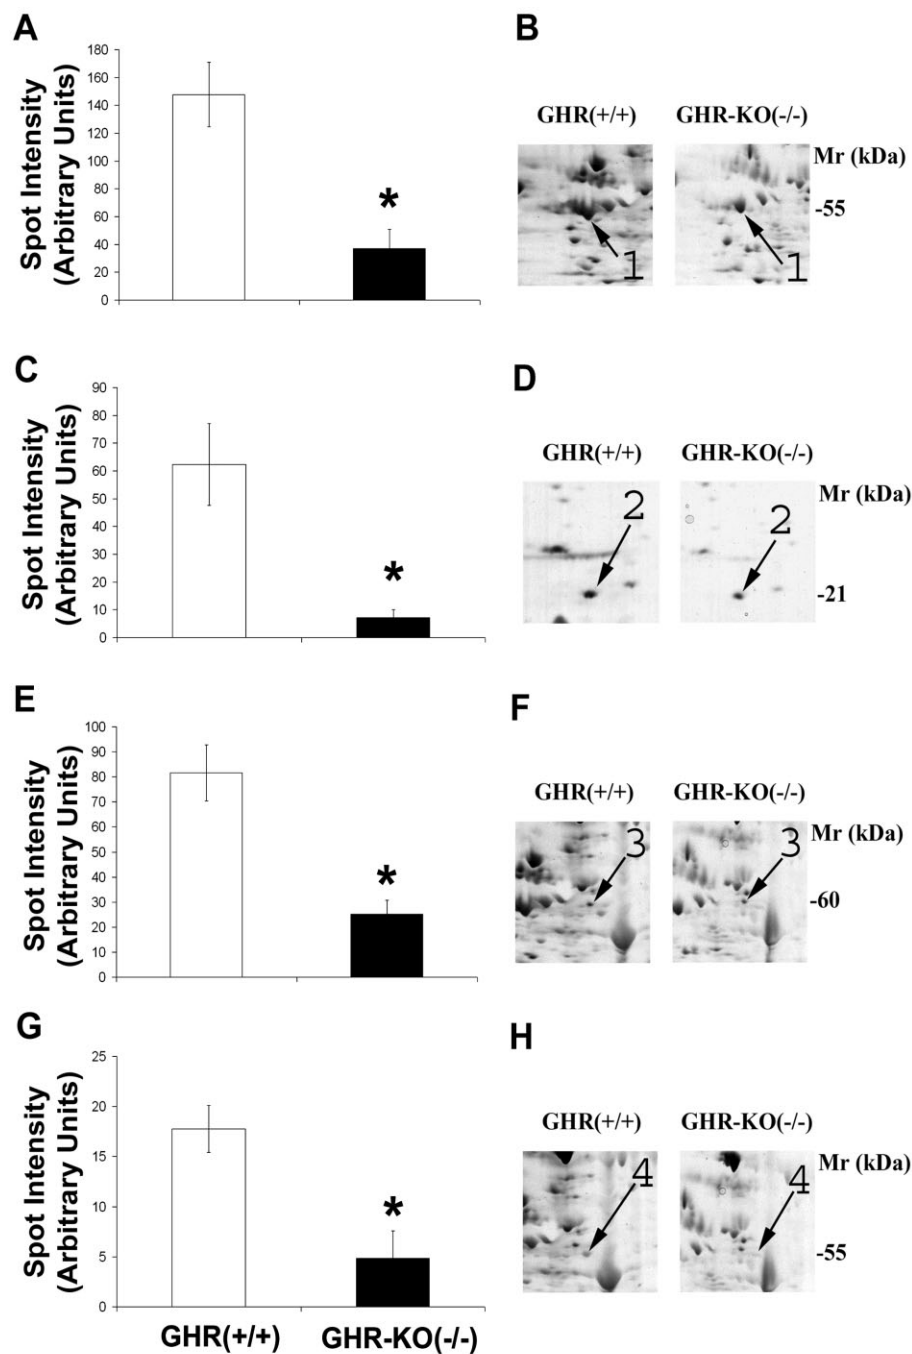 A
Spot Intensity
(Arbitrary Units)
180
160
140
120
100
80
60
40
20
0
*
B
GHR(+/+) GHR-KO(-/-)
Mr (kDa)
-55
1 1
C
Spot Intensity
(Arbitrary Units)
90
80
70
60
50
40
30
20
10
0
*
D
GHR(+/+) GHR-KO(-/-)
Mr (kDa)
2 2
-21
E
Spot Intensity
(Arbitrary Units)
100
90
80
70
60
50
40
30
20
10
0
*
F
GHR(+/+) GHR-KO(-/-)
Mr (kDa)
3 3
-60
G
Spot Intensity
(Arbitrary Units)
25
20
15
10
5
0
*
GHR(+/+) GHR-KO(-/-)
H
GHR(+/+) GHR-KO(-/-)
Mr (kDa)
4 4
-55